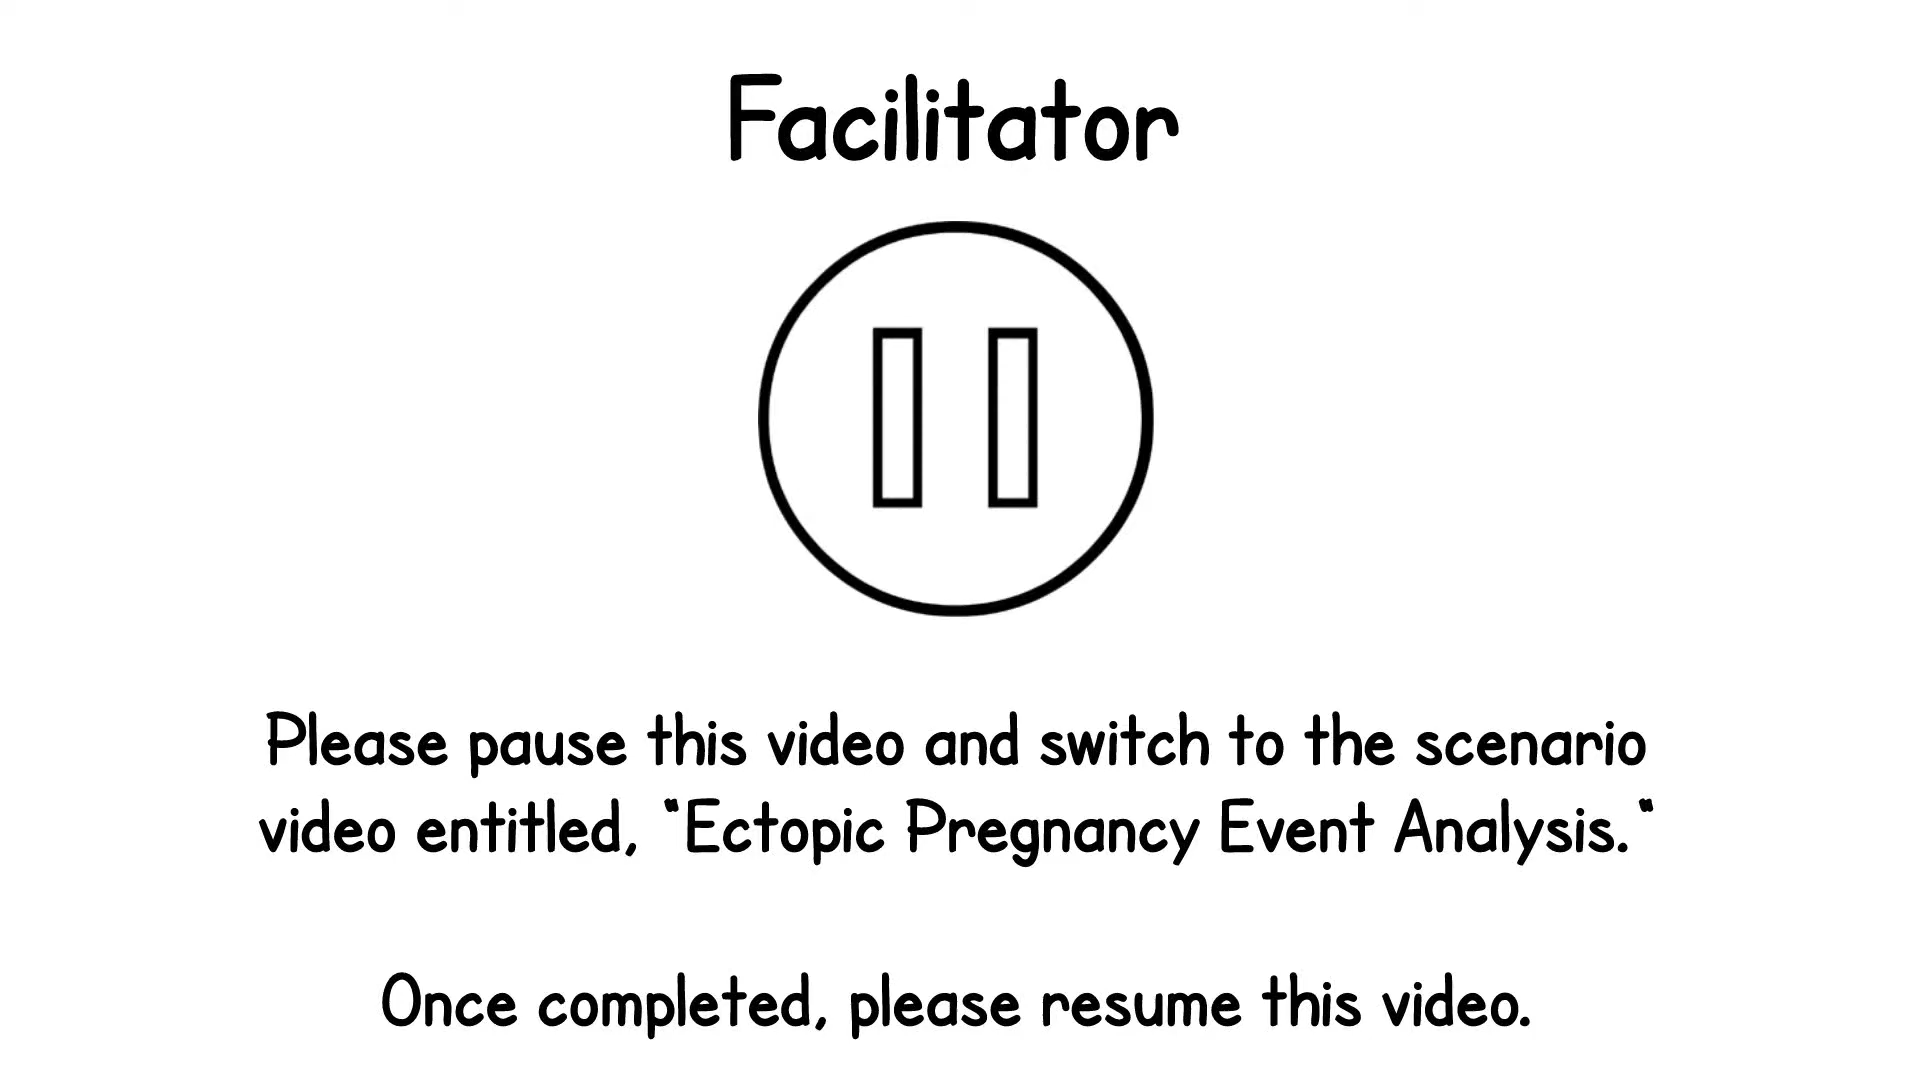 Facilitator
Please pause this video and switch to the scenario
video entitled, "Ectopic Pregnancy Event Analysis."
Once completed, please resume this video.